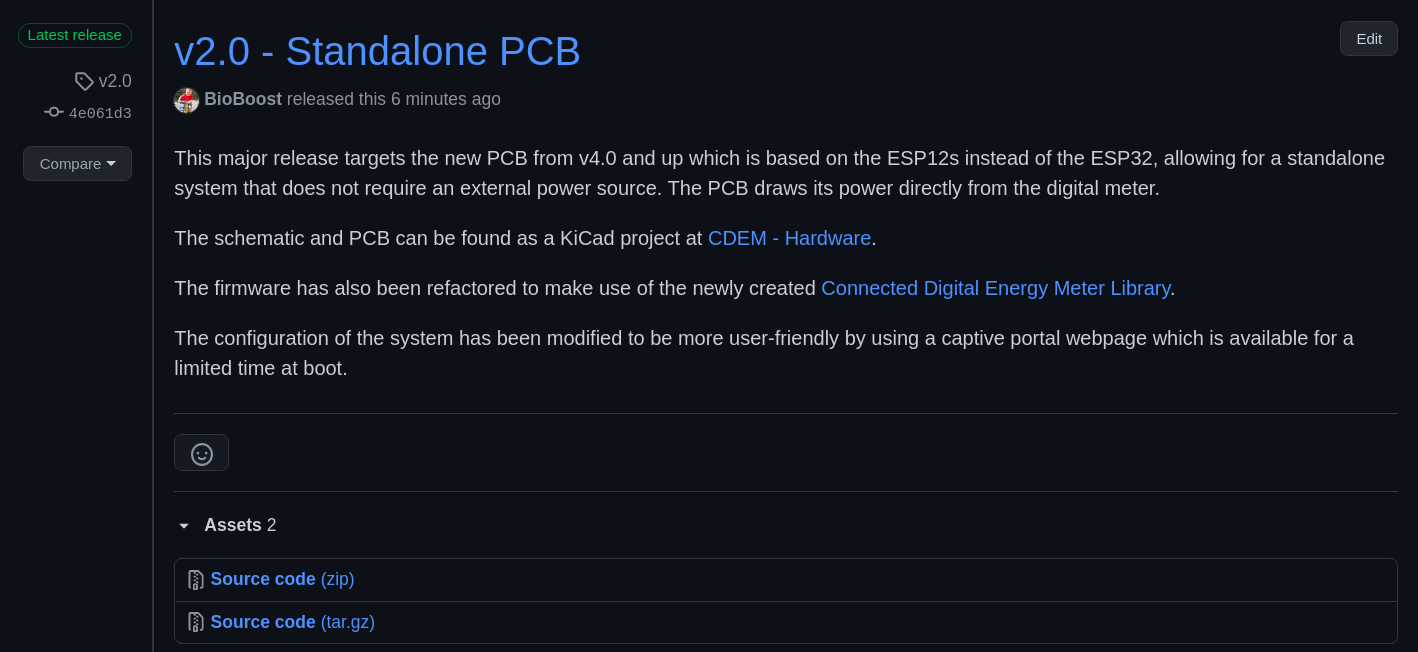 Latest release
v2.0
4e061d3
Compare
v2.0 - Standalone PCB
Edit
BioBoost released this 6 minutes ago
This major release targets the new PCB from v4.0 and up which is based on the ESP12s instead of the ESP32, allowing for a standalone
system that does not require an external power source. The PCB draws its power directly from the digital meter.
The schematic and PCB can be found as a KiCad project at CDEM - Hardware.
The firmware has also been refactored to make use of the newly created Connected Digital Energy Meter Library.
The configuration of the system has been modified to be more user-friendly by using a captive portal webpage which is available for a
limited time at boot.
Assets 2
Source code (zip)
Source code (tar.gz)